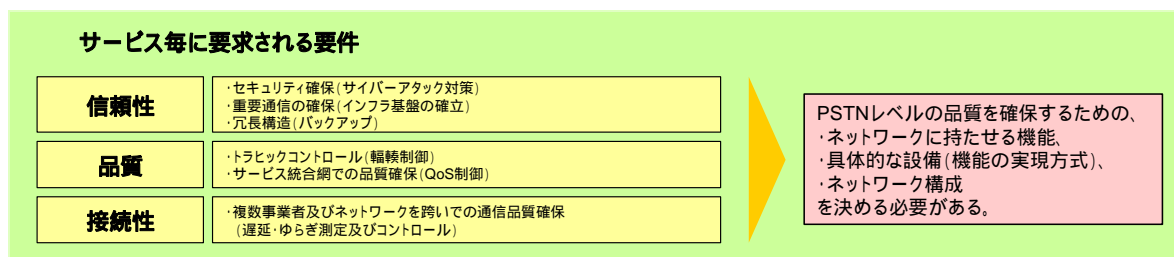 サービス毎に要求される要件
信頼性
・セキュリティ確保(サイバーアタック対策)
・重要通信の確保(インフラ基盤の確立)
・冗長構造(バックアップ)
品質
・トラヒックコントロール(輻輳制御)
・サービス統合網での品質確保(QoS制御)
接続性
・複数事業者及びネットワークを跨いでの通信品質確保
(遅延・ゆらぎ測定及びコントロール)
PSTNレベルの品質を確保するための、
・ネットワークに持たせる機能、
・具体的な設備(機能の実現方式)、
・ネットワーク構成
を決める必要がある。